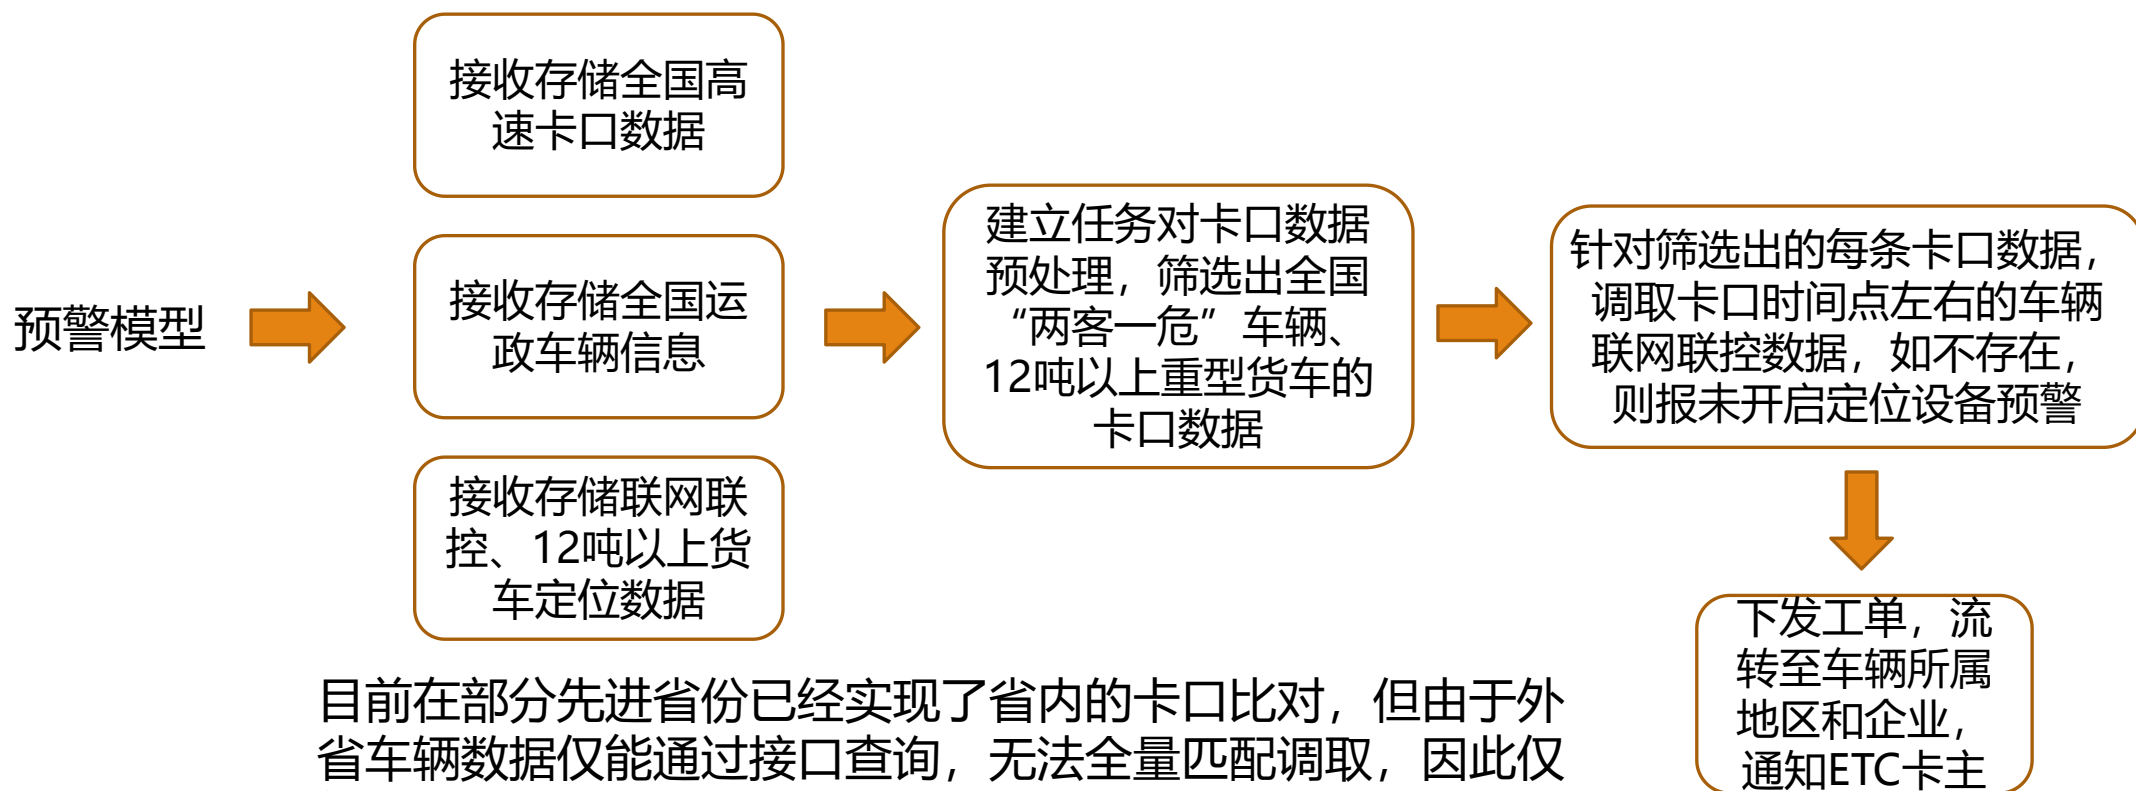 预警模型
接收存储全国高
速卡口数据
接收存储全国运
政车辆信息
接收存储联网联
控、12吨以上货
车定位数据
建立任务对卡口数据
预处理，筛选出全国
“两客一危”车辆、
12吨以上重型货车的
卡口数据
针对筛选出的每条卡口数据，
调取卡口时间点左右的车辆
联网联控数据，如不存在，
则报未开启定位设备预警
下发工单，流
转至车辆所属
地区和企业，
通知ETC卡主
目前在部分先进省份已经实现了省内的卡口比对，但由于外
省车辆数据仅能通过接口查询，无法全量匹配调取，因此仅